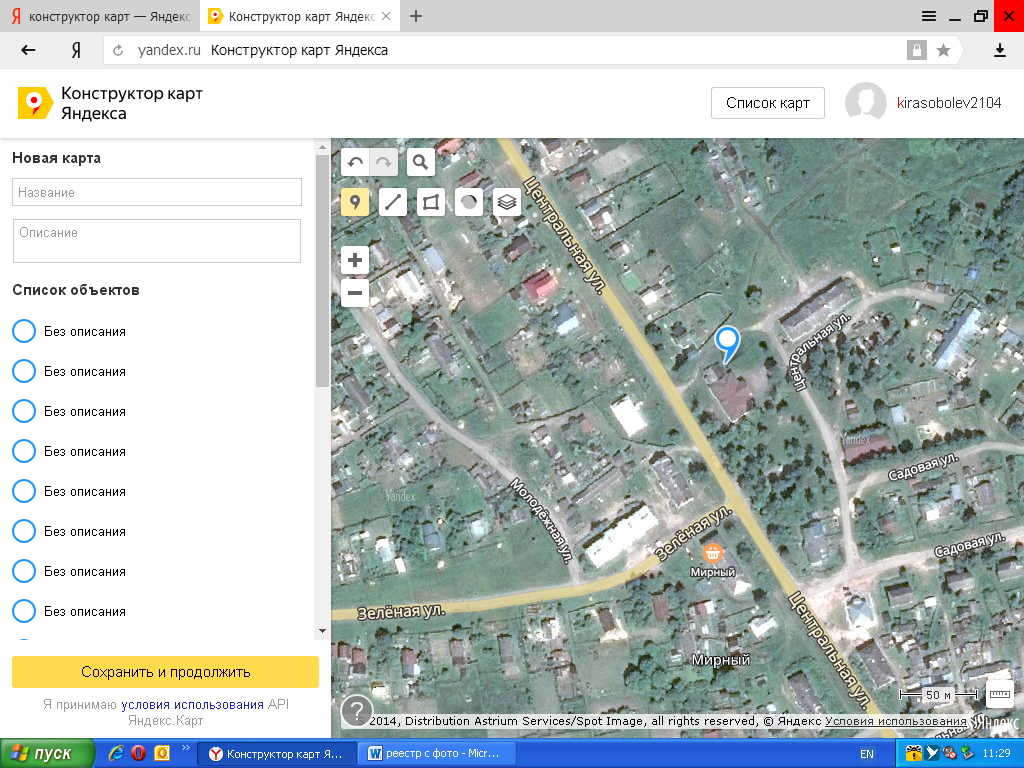 конструктор карт — Яндекс
Конструктор карт Яндекс
yandex.ru Конструктор карт Яндекса
Конструктор карт
Яндекса
Список карт
kirasobolev2104
Новая карта
Название
Описание
Список объектов
Без описания
Без описания
Без описания
Без описания
Без описания
Без описания
Без описания
Без описания
Сохранить и продолжить
Я принимаю условия использования API
Яндекс.Карт
Центральная ул.
Центральная ул.
Yandex
Садовая ул.
Yandex
Молодёжная ул.
Зелёная ул.
Садовая ул.
Мирный
Зелёная ул.
Центральная ул.
Мирный
50 м
?
© 2014, Distribution Astrium Services/Spot Image, all rights reserved, © Яндекс Условия использования
Яндекс
пуск
Конструктор карт Я...
реестр с фото - Micr...
EN
11:29